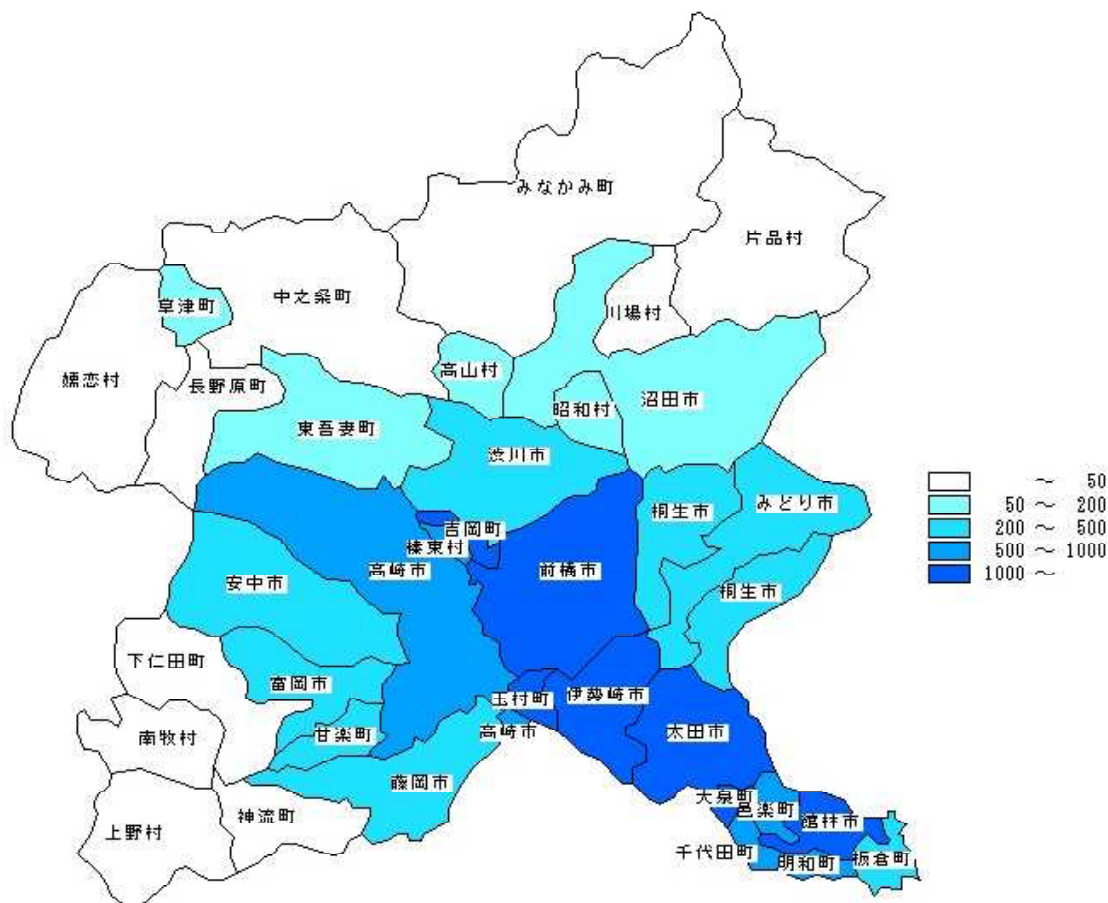 みなかみ町
片品村
中之条町
草津町
川場村
高山村
嬬恋村
長野原町
昭和村
沼田市
東吾妻町
渋川市
～ 50
50 ～ 200
200 ～ 500
500 ～ 1000
1000 ～
みどり市
桐生市
吉岡町
榛東村
高崎市
前橋市
安中市
桐生市
下仁田町
富岡市
玉村町
伊勢崎市
太田市
甘楽町
高崎市
南牧村
藤岡市
大泉町
邑楽町
館林市
神流町
上野村
千代田町
明和町
板倉町